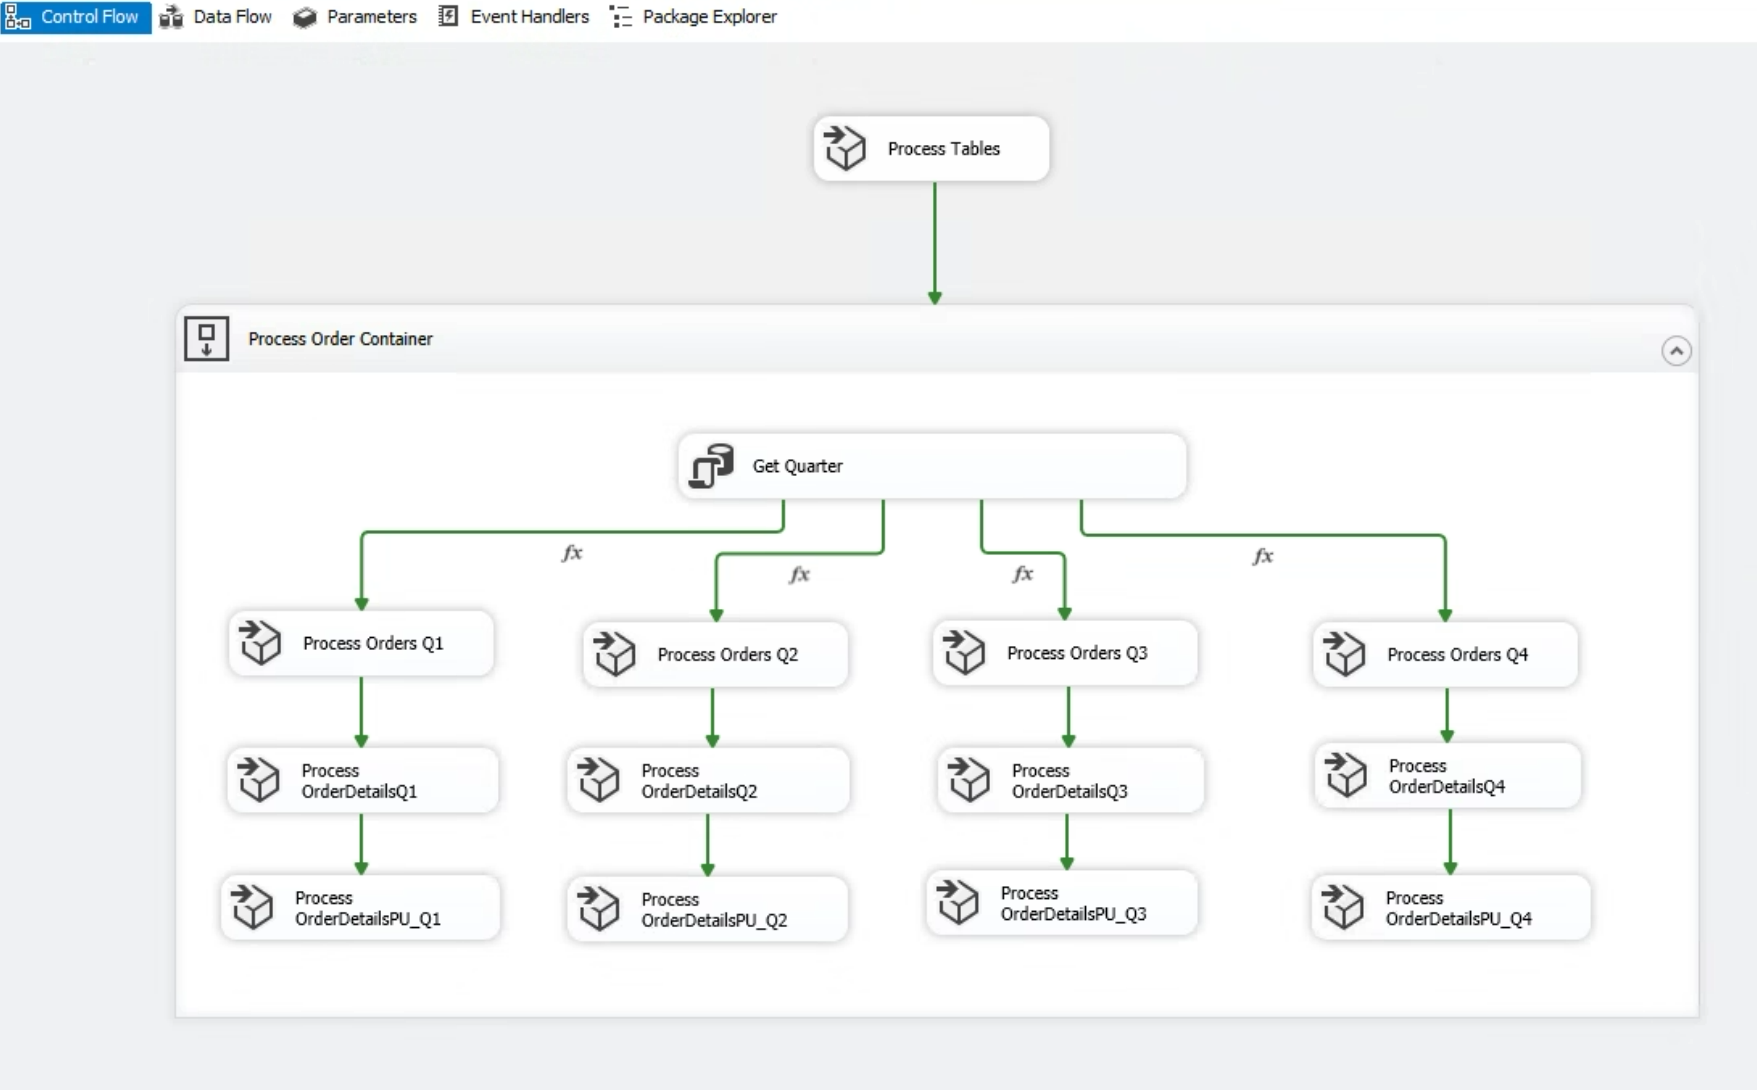 Control Flow
Data Flow
Parameters
Event Handlers
Package Explorer
Process Tables
Process Order Container
Get Quarter
fx
fx
fx
fx
Process Orders Q1
Process Orders Q2
Process Orders Q3
Process Orders Q4
Process
OrderDetailsQ1
Process
OrderDetailsQ2
Process
OrderDetailsQ3
Process
OrderDetailsQ4
Process
OrderDetailsPU_Q1
Process
OrderDetailsPU_Q2
Process
OrderDetailsPU_Q3
Process
OrderDetailsPU_Q4